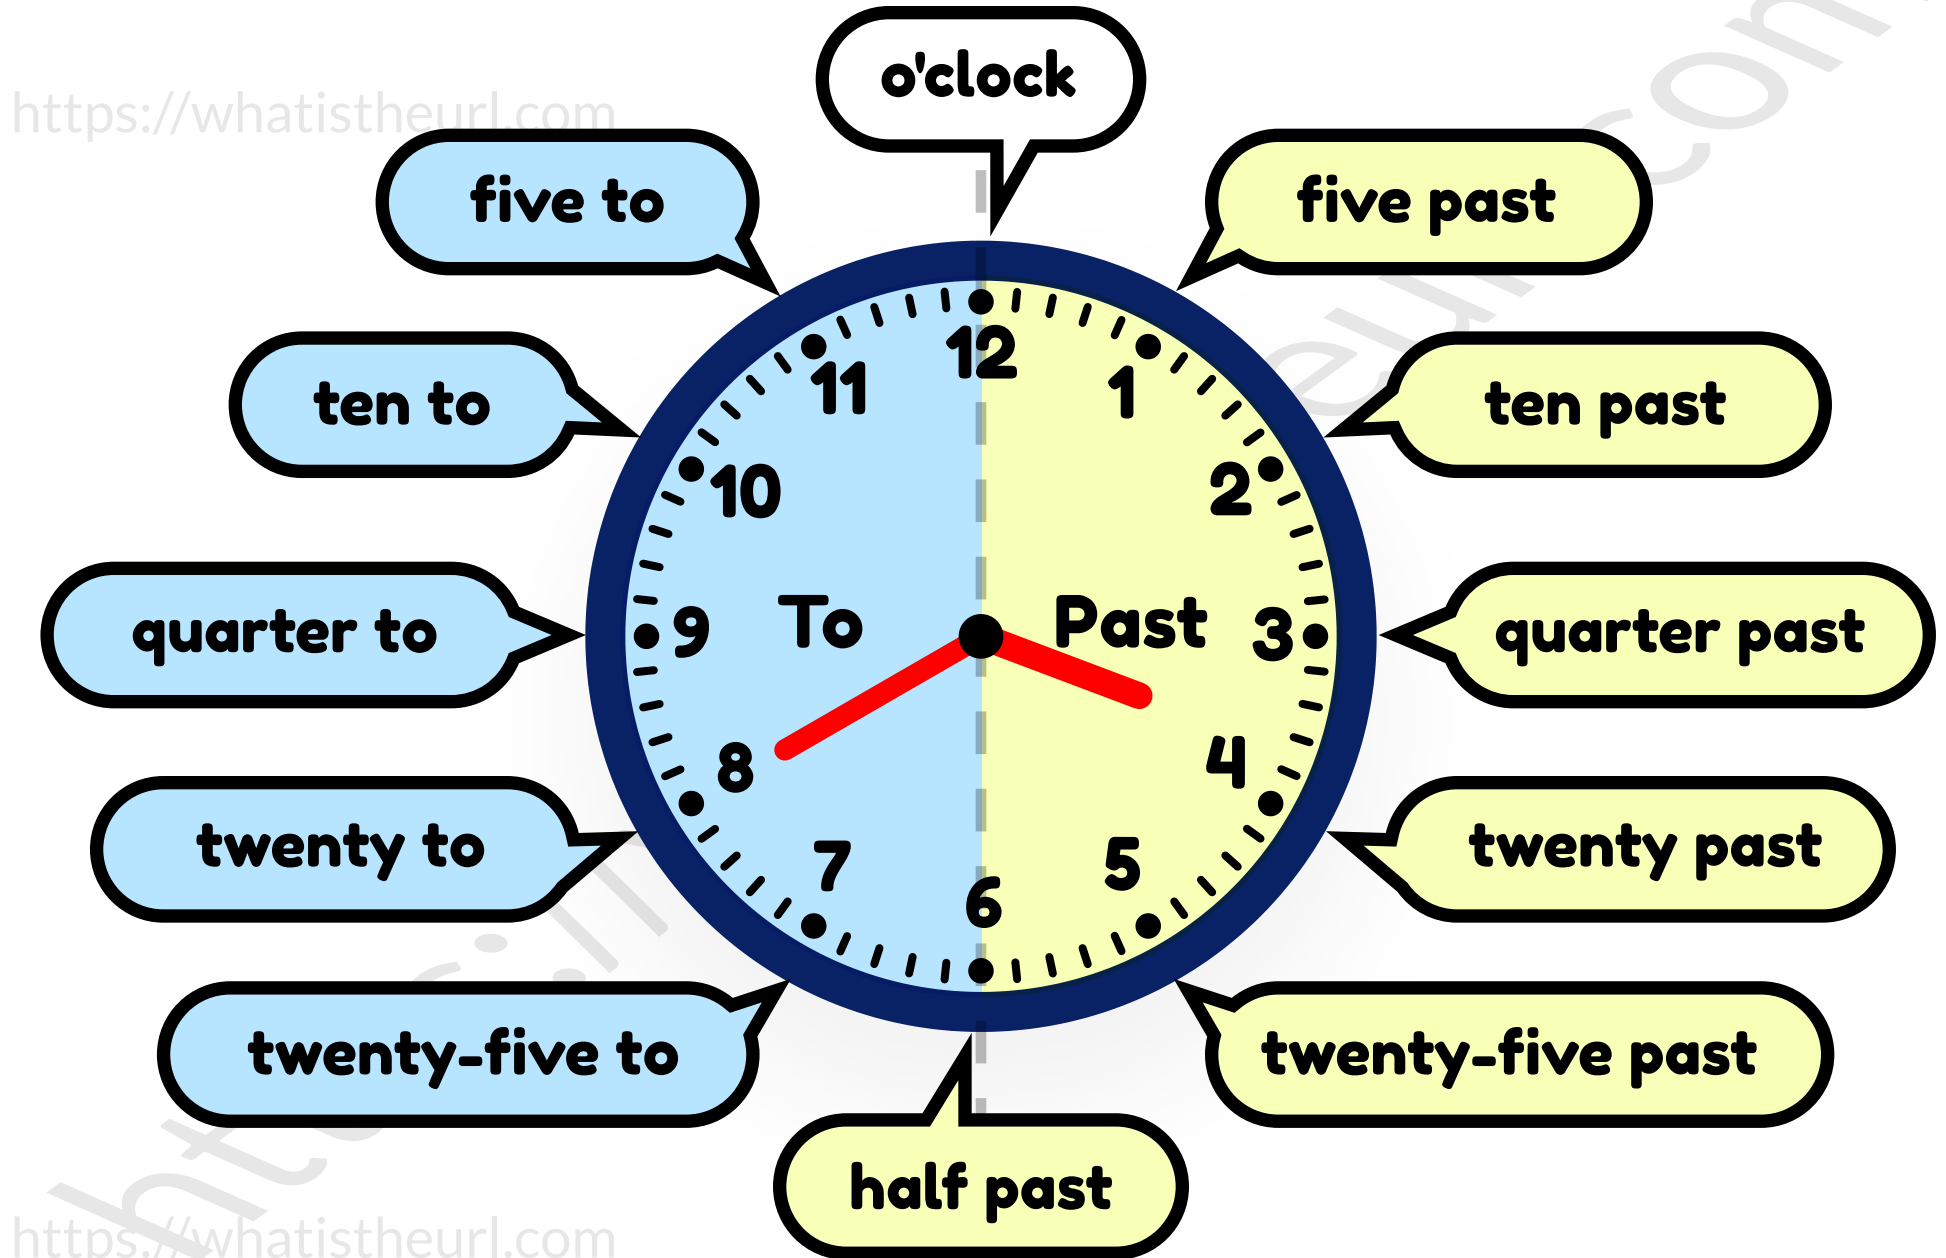 o'clock
https://whatistheurl.com
five to
five past
ten to
ten past
12
11
1
10
2
quarter to
9
To
Past
3
quarter past
8
4
twenty to
twenty past
7
5
6
twenty-five to
twenty-five past
half past
https://whatistheurl.com